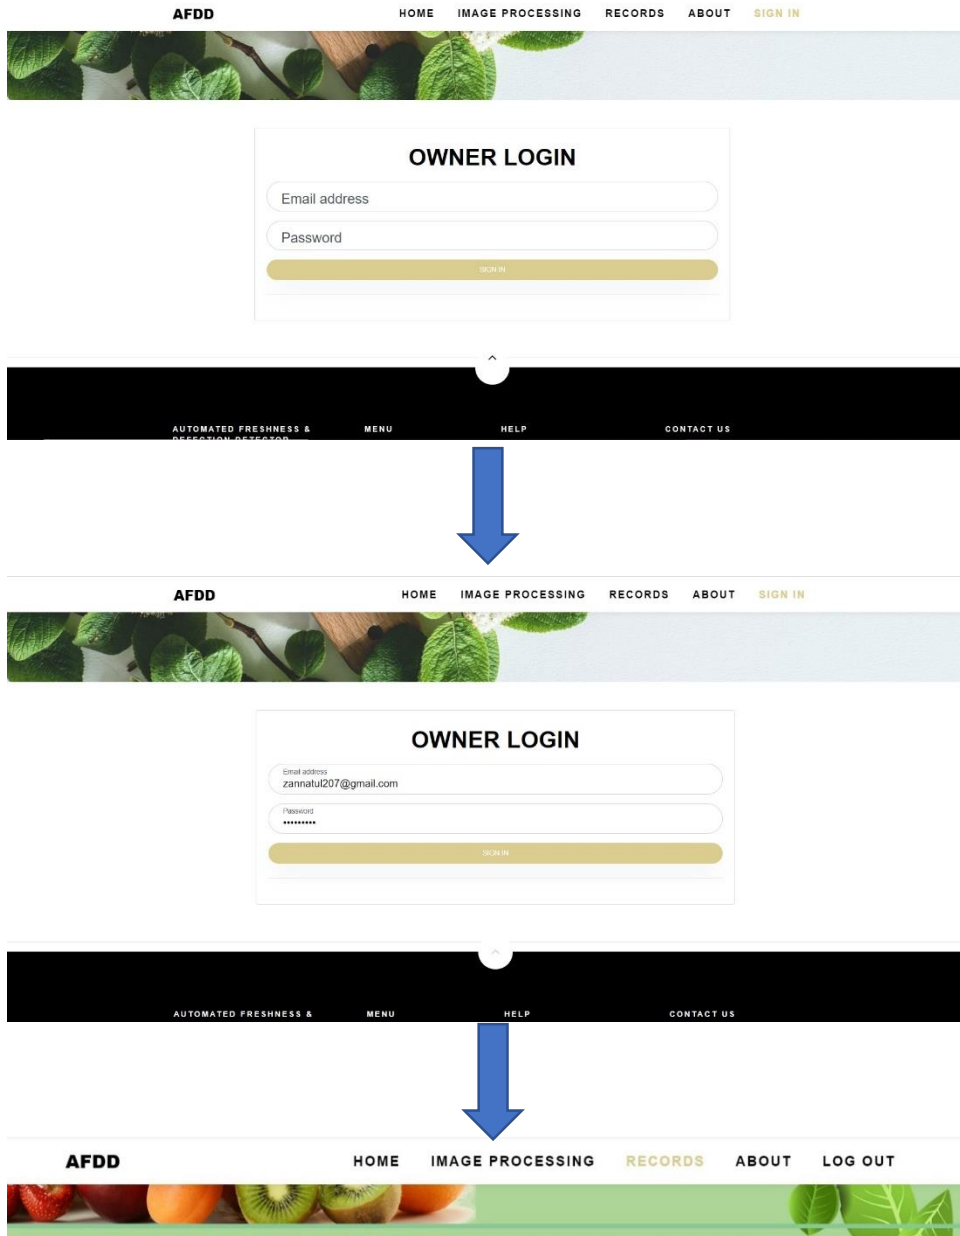 AFDD HOME IMAGE PROCESSING RECORDS ABOUT SIGN IN
OWNER LOGIN
Email address
Password
SIGN IN
AUTOMATED FRESHNESS & MENU HELP CONTACT US
DEFECTION DETECTOR
AFDD HOME IMAGE PROCESSING RECORDS ABOUT SIGN IN
OWNER LOGIN
Email address
zannatul207@gmail.com
Password
•••••••••
SIGN IN
AUTOMATED FRESHNESS & MENU HELP CONTACT US
AFDD HOME IMAGE PROCESSING RECORDS ABOUT LOG OUT